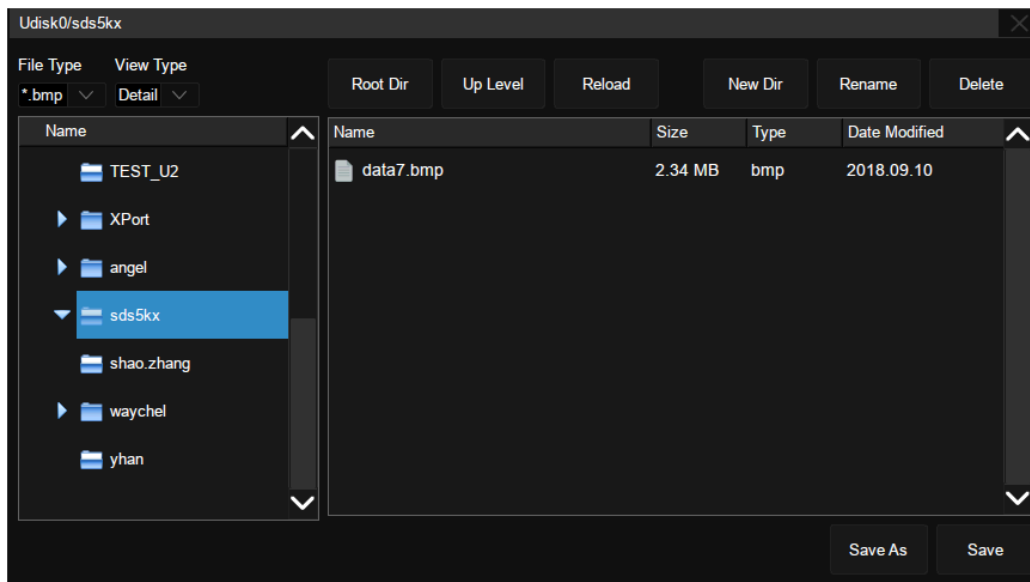 Udisk0/sds5kx
File Type View Type
*.bmp Detail
Root Dir Up Level Reload New Dir Rename Delete
Name
TEST_U2
XPort
angel
sds5kx
shao.zhang
waychel
yhan
Name Size Type Date Modified
data7.bmp 2.34 MB bmp 2018.09.10
Save As Save